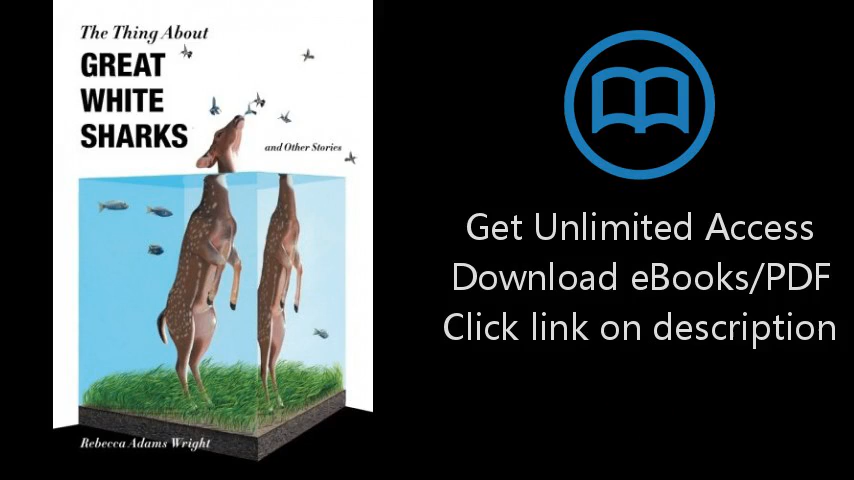 The Thing About
GREAT
WHITE
SHARKS
and Other Stories
Rebecca Adams Wright
Get Unlimited Access
Download eBooks/PDF
Click link on description